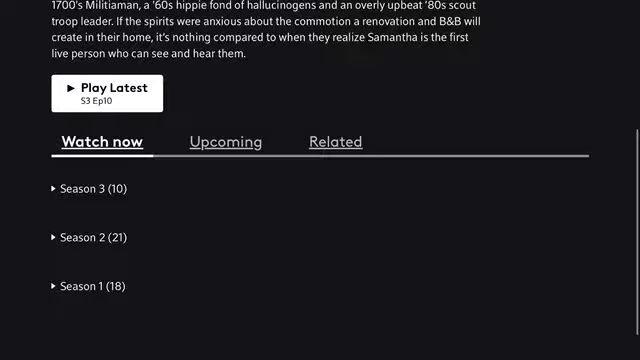 1700's Militiaman, a '60s hippie fond of hallucinogens and an overly upbeat '80s scout
troop leader. If the spirits were anxious about the commotion a renovation and B&B will
create in their home, it's nothing compared to when they realize Samantha is the first
live person who can see and hear them.
Play Latest
S3 Ep10
Watch now Upcoming Related
Season 3 (10)
Season 2 (21)
Season 1 (18)